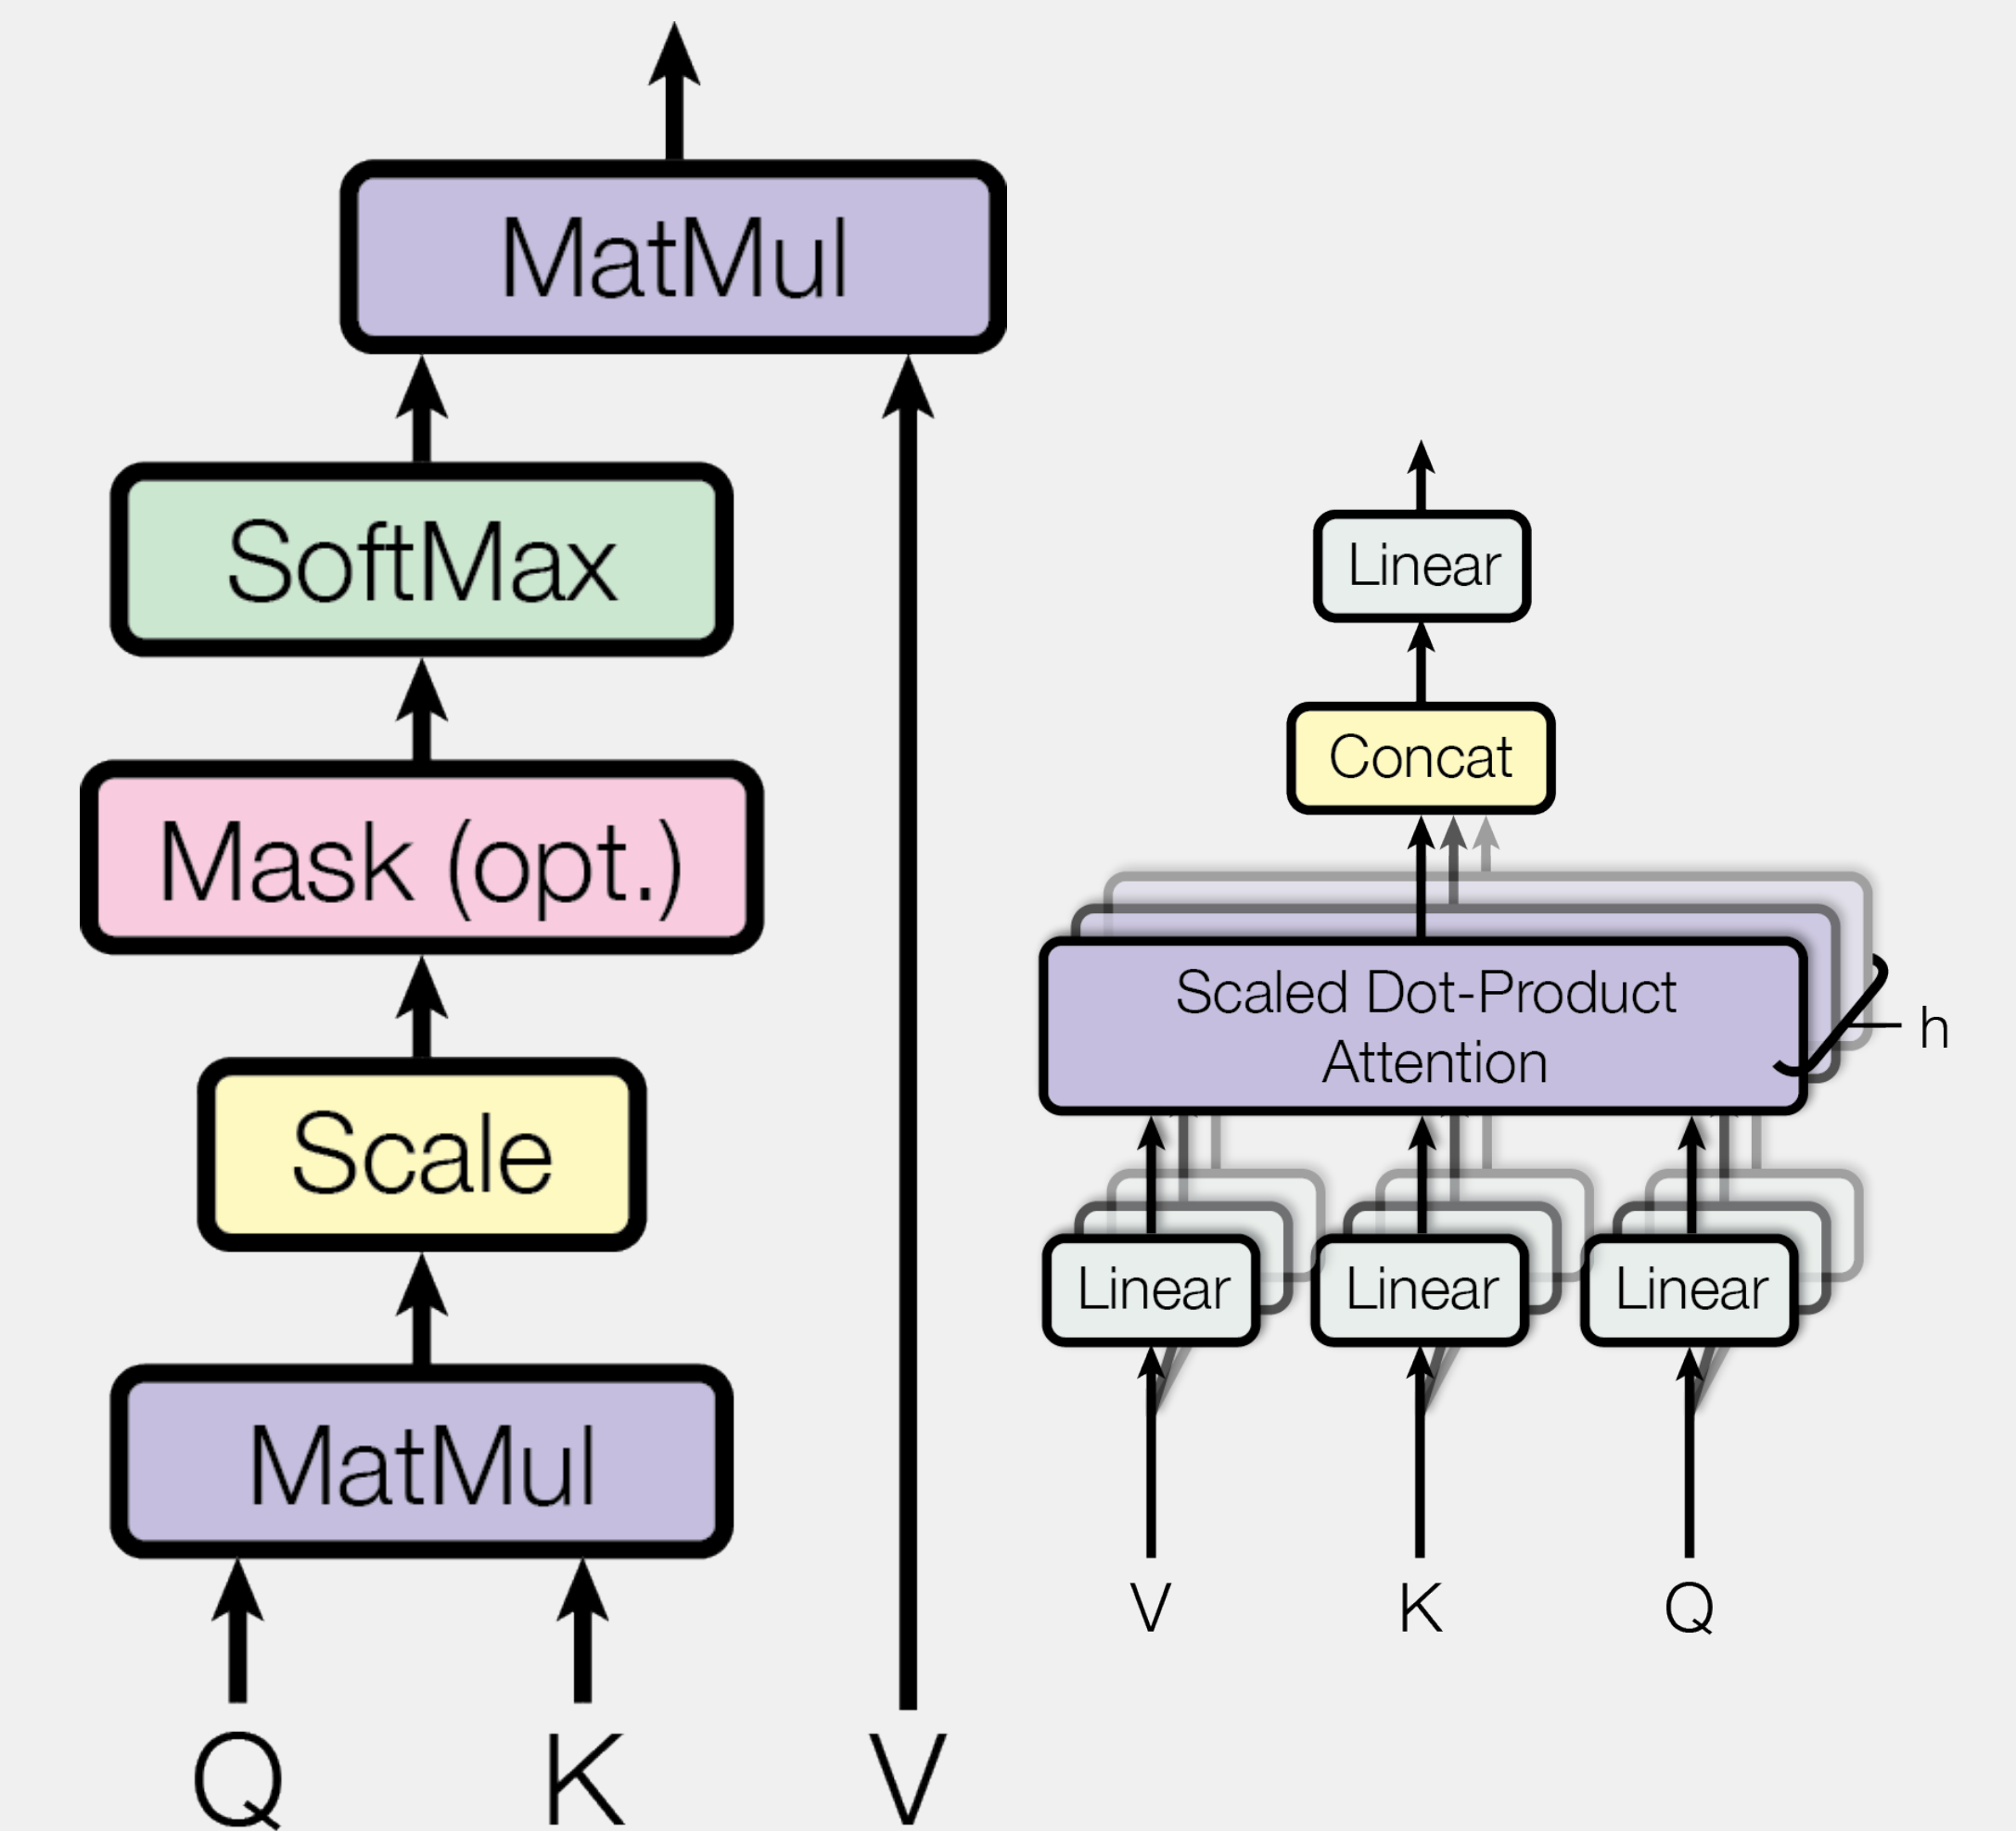 MatMul
SoftMax
Mask (opt.)
Scale
MatMul
Q K V
Linear
Concat
Scaled Dot-Product
Attention
h
Linear Linear Linear
V K Q